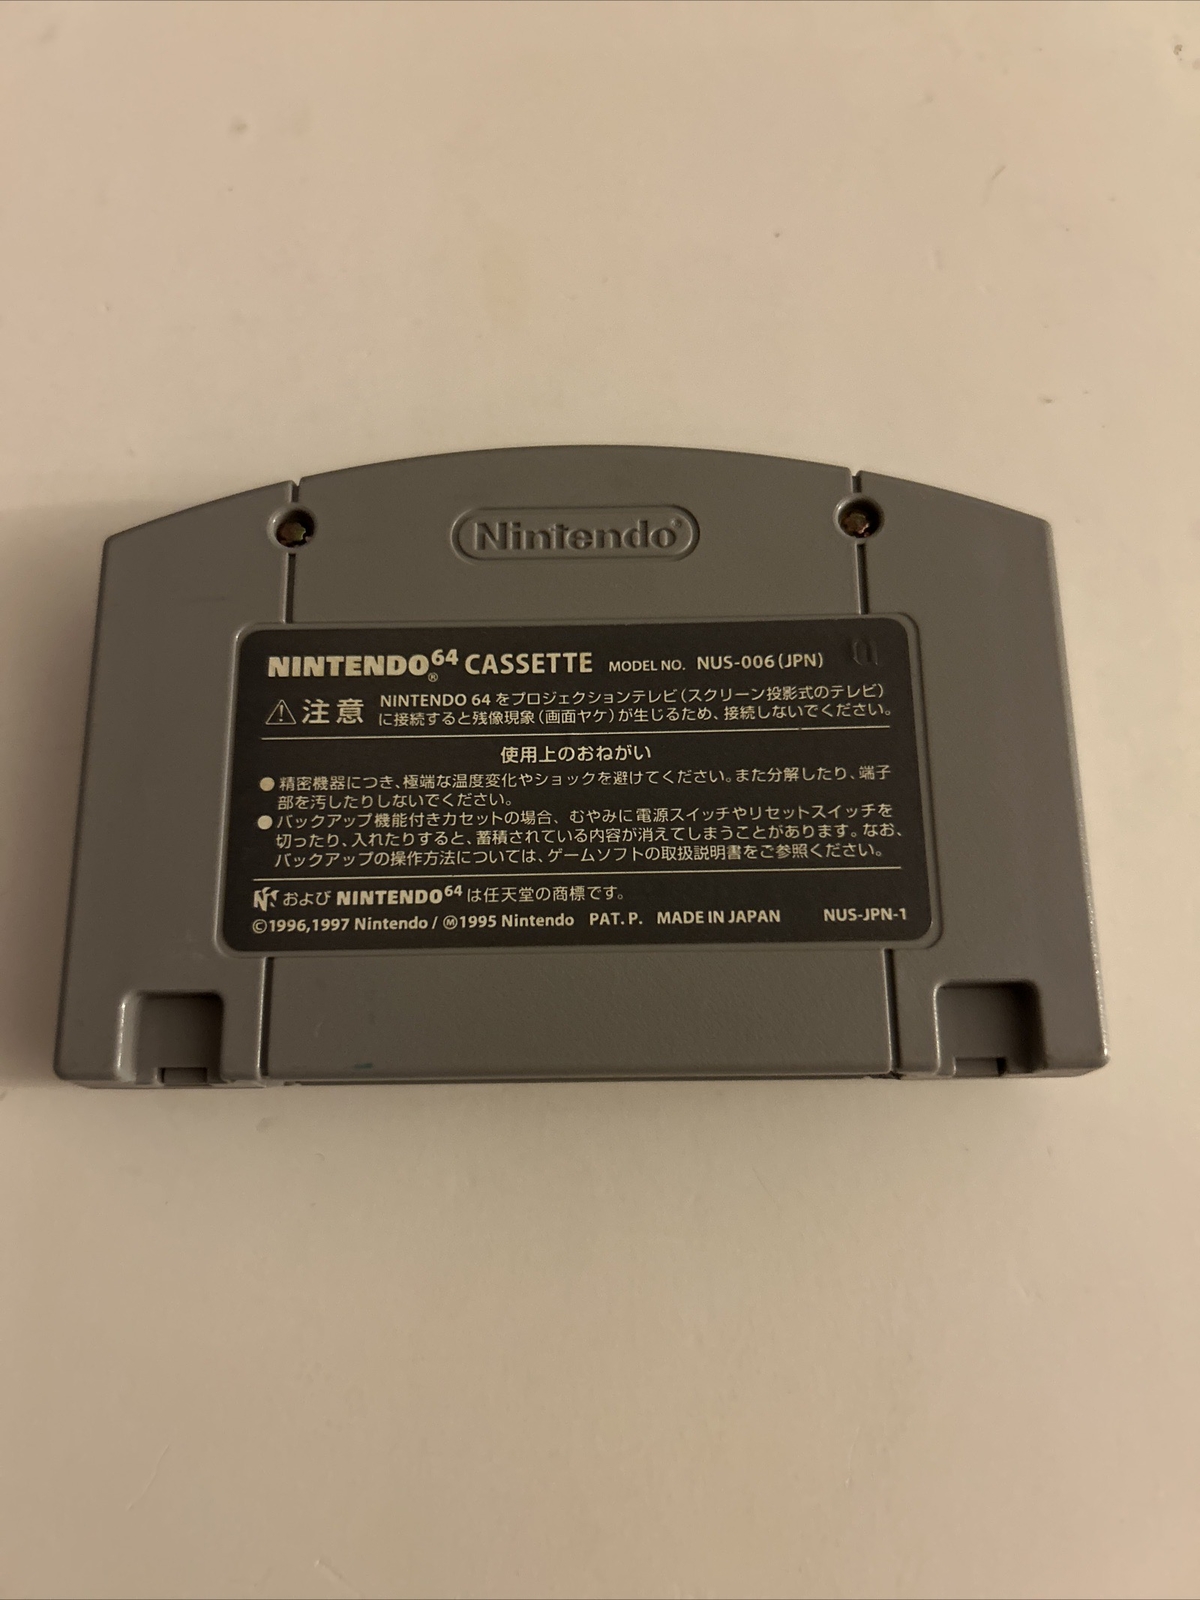 Nintendo®
NINTENDO64® CASSETTE MODEL NO. NUS-006(JPN)
⚠注意 NINTENDO 64をプロジェクションテレビ(スクリーン投影式のテレビ)
に接続すると残像現象(画面ヤケ)が生じるため、接続しないでください。
使用上のおねがい
●精密機器につき、極端な温度変化やショックを避けてください。また分解したり、端子
部を汚したりしないでください。
●バックアップ機能付きカセットの場合、むやみに電源スイッチやリセットスイッチを
切ったり、入れたりすると、蓄積されている内容が消えてしまうことがあります。なお、
バックアップの操作方法については、ゲームソフトの取扱説明書をご参照ください。
および NINTENDO64 は任天堂の商標です。
©1996,1997 Nintendo / Ⓜ1995 Nintendo PAT. P. MADE IN JAPAN NUS-JPN-1